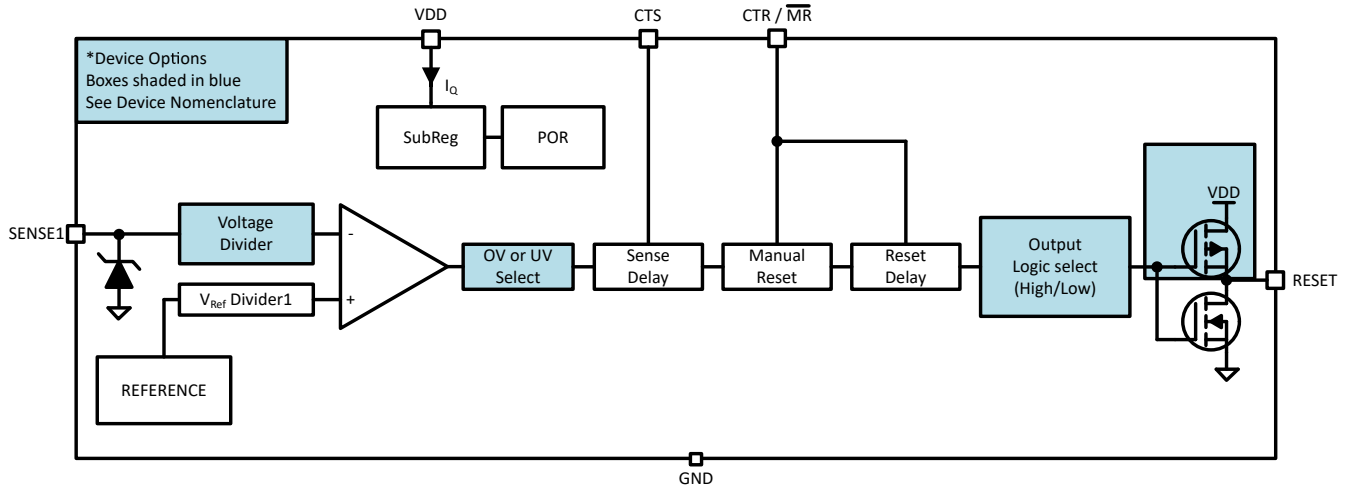 VDD
CTS
CTR / MR
*Device Options
Boxes shaded in blue
See Device Nomenclature
IQ
SubReg
POR
VDD
SENSE1
Voltage
Divider
-
OV or UV
Select
Sense
Delay
Manual
Reset
Reset
Delay
Output
Logic select
(High/Low)
RESET
VRef Divider1
+
REFERENCE
GND